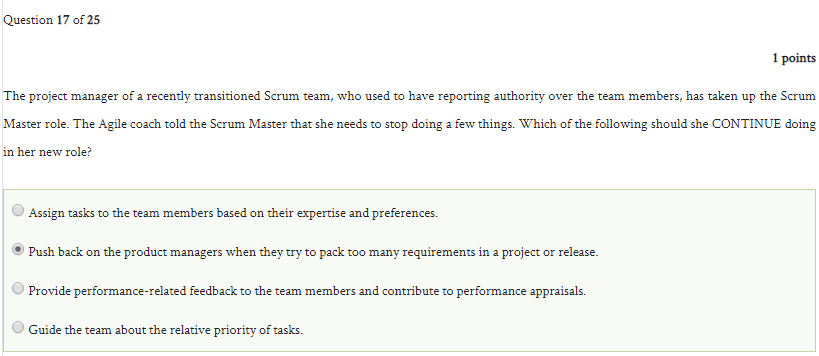 Question 17 of 25
1 points
The project manager of a recently transitioned Scrum team, who used to have reporting authority over the team members, has taken up the Scrum
Master role. The Agile coach told the Scrum Master that she needs to stop doing a few things. Which of the following should she CONTINUE doing
in her new role?
Assign tasks to the team members based on their expertise and preferences.
Push back on the product managers when they try to pack too many requirements in a project or release.
Provide performance-related feedback to the team members and contribute to performance appraisals.
Guide the team about the relative priority of tasks.